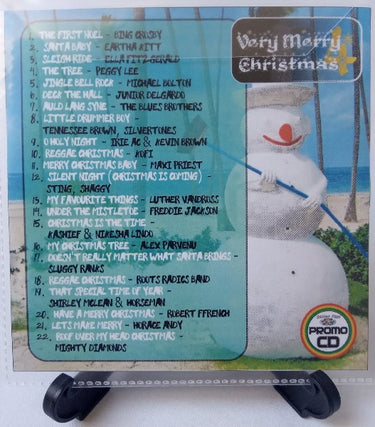 Very Merry
Christmas 4
1. THE FIRST NOEL - BING CROSBY
2. SANTA BABY - EARTHA KITT
3. SLEIGH RIDE - ELLA FITZGERALD
4. THE TREE - PEGGY LEE
5. JINGLE BELL ROCK - MICHAEL BOLTON
6. DECK THE HALL - JUNIOR DELGARDO
7. AULD LANG SYNE - THE BLUES BROTHERS
8. LITTLE DRUMMER BOY -
TENNESSEE BROWN, SILVERTONES
9. O HOLY NIGHT - IRIE AC & KEVIN BROWN
10. REGGAE CHRISTMAS - KOFI
11. MERRY CHRISTMAS BABY - MAXI PRIEST
12. SILENT NIGHT (CHRISTMAS IS COMING) -
STING, SHAGGY
13. MY FAVOURITE THINGS - LUTHER VANDROSS
14. UNDER THE MISTLETOE - FREDDIE JACKSON
15. CHRISTMAS IS THE TIME -
KASHIEF & NIKESHA LINDO
16. MY CHRISTMAS TREE - ALEX PARVENU
17. DOESN'T REALLY MATTER WHAT SANTA BRINGS -
SLUGGY RANKS
18. REGGAE CHRISTMAS - ROOTS RADICS BAND
19. THAT SPECIAL TIME OF YEAR -
SHIRLEY MCLEAN & HORSEMAN
20. HAVE A MERRY CHRISTMAS - ROBERT FFRENCH
21. LETS MAKE MERRY - HORACE ANDY
22. ROOF OVER MY HEAD CHRISTMAS -
MIGHTY DIAMONDS
PROMO
CD